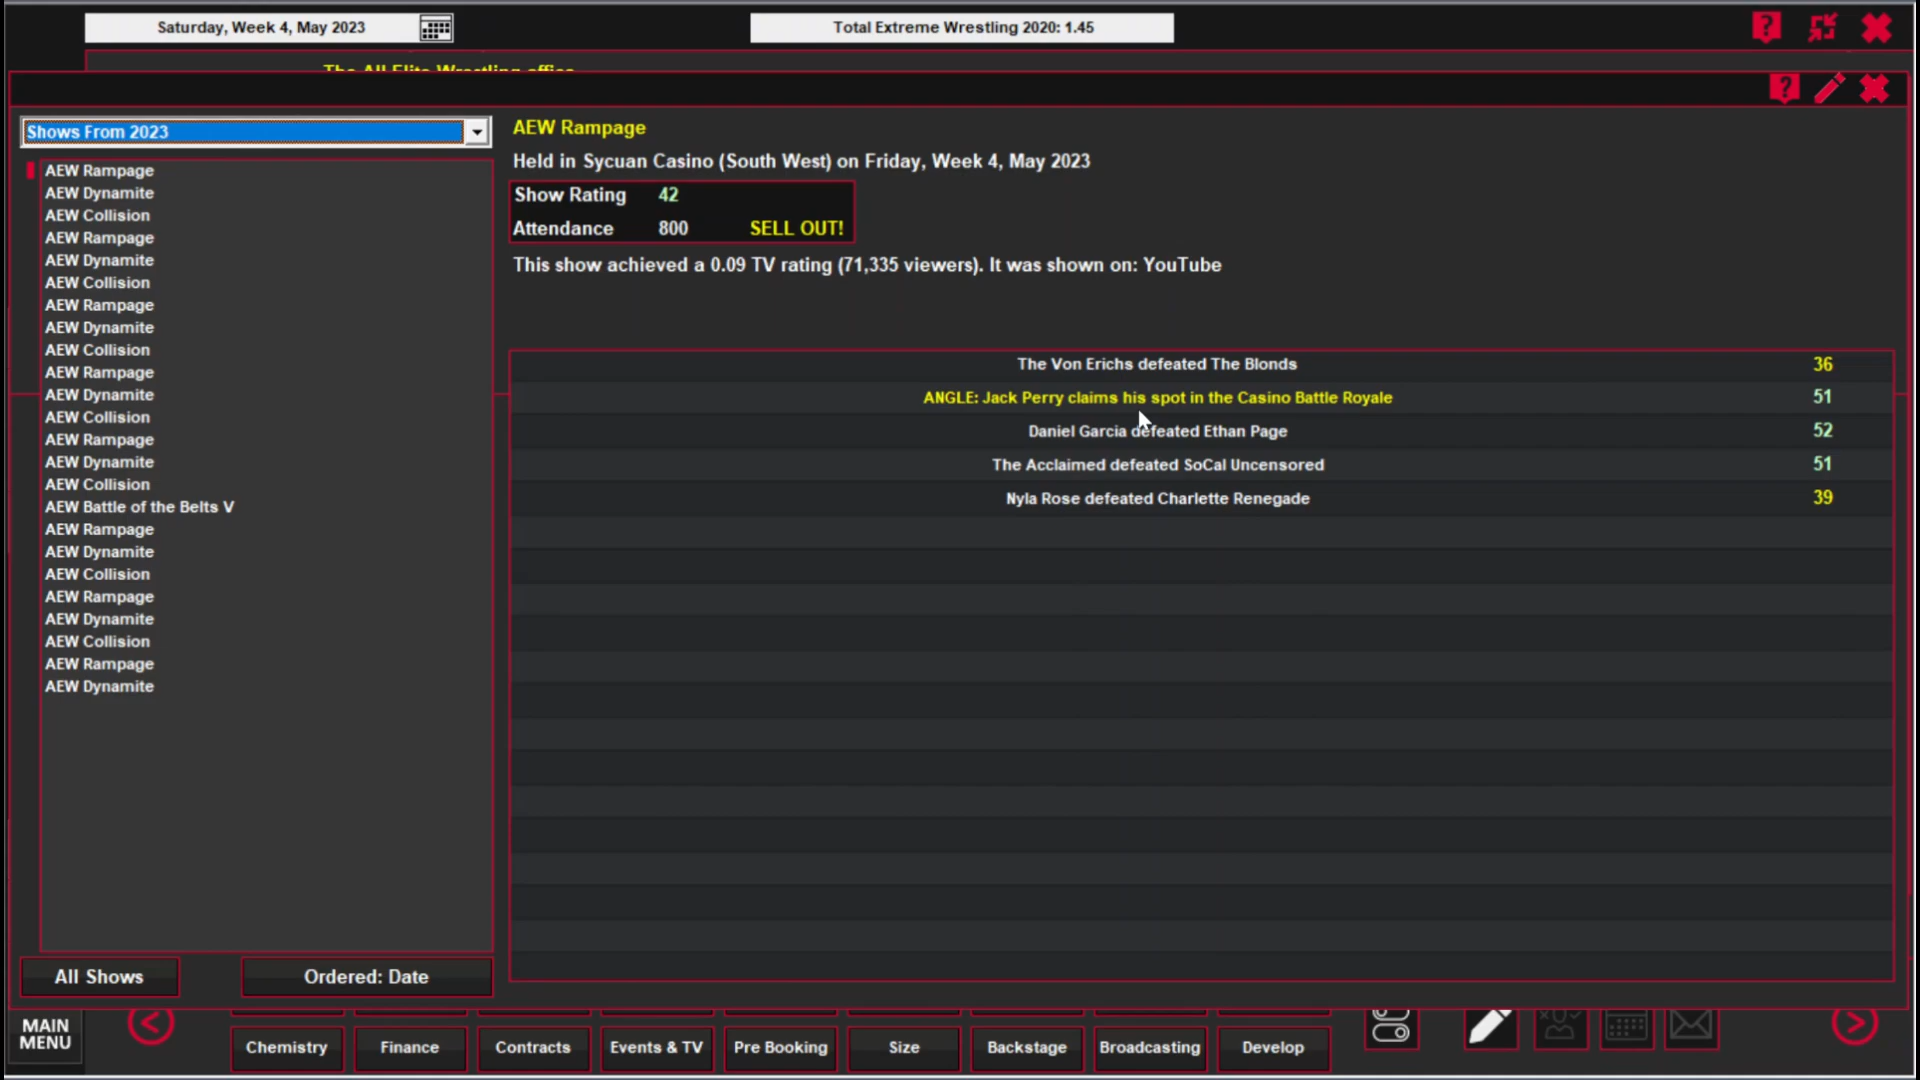 Saturday, Week 4, May 2023
Total Extreme Wrestling 2020: 1.45
The All Elite Wrestling office
Shows From 2023
AEW Rampage
AEW Dynamite
AEW Collision
AEW Rampage
AEW Dynamite
AEW Collision
AEW Rampage
AEW Dynamite
AEW Collision
AEW Rampage
AEW Dynamite
AEW Collision
AEW Rampage
AEW Dynamite
AEW Collision
AEW Battle of the Belts V
AEW Rampage
AEW Dynamite
AEW Collision
AEW Rampage
AEW Dynamite
AEW Collision
AEW Rampage
AEW Dynamite
All Shows
Ordered: Date
AEW Rampage
Held in Sycuan Casino (South West) on Friday, Week 4, May 2023
Show Rating 42
Attendance 800 SELL OUT!
This show achieved a 0.09 TV rating (71,335 viewers). It was shown on: YouTube
The Von Erichs defeated The Blonds 36
ANGLE: Jack Perry claims his spot in the Casino Battle Royale 51
Daniel Garcia defeated Ethan Page 52
The Acclaimed defeated SoCal Uncensored 51
Nyla Rose defeated Charlette Renegade 39
MAIN
MENU
Chemistry
Finance
Contracts
Events & TV
Pre Booking
Size
Backstage
Broadcasting
Develop